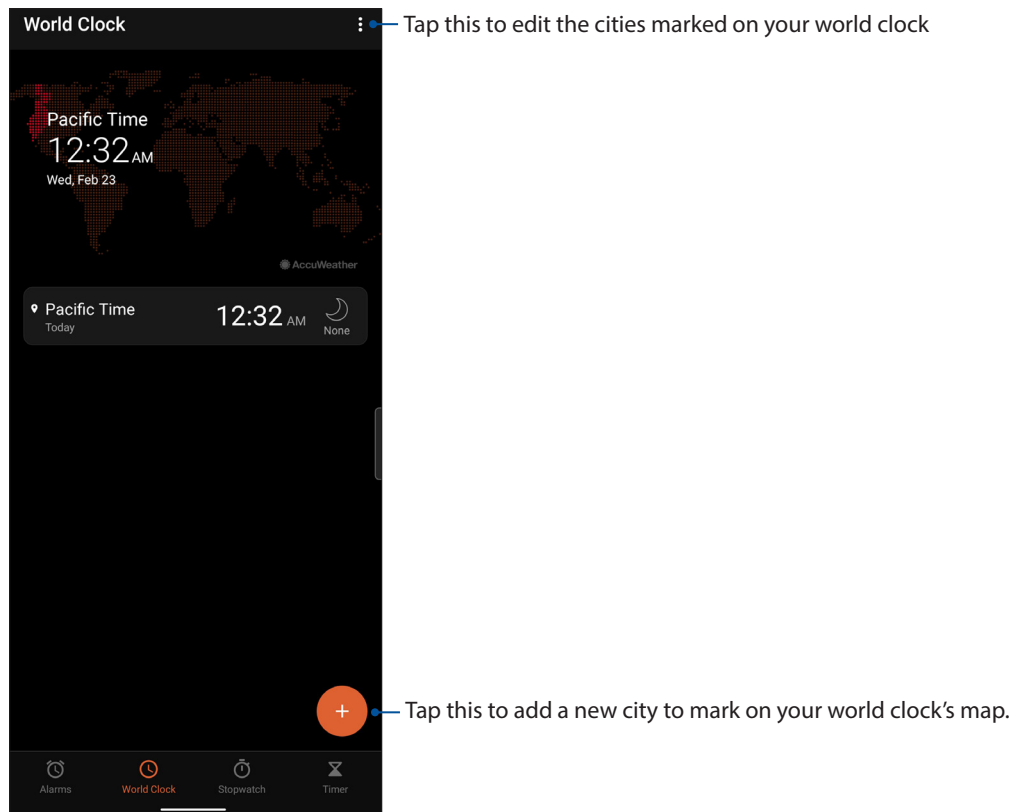 World Clock
Tap this to edit the cities marked on your world clock
Pacific Time
12:32 AM
Wed, Feb 23
AccuWeather
Pacific Time
Today
12:32 AM
None
Tap this to add a new city to mark on your world clock’s map.
Alarms
World Clock
Stopwatch
Timer